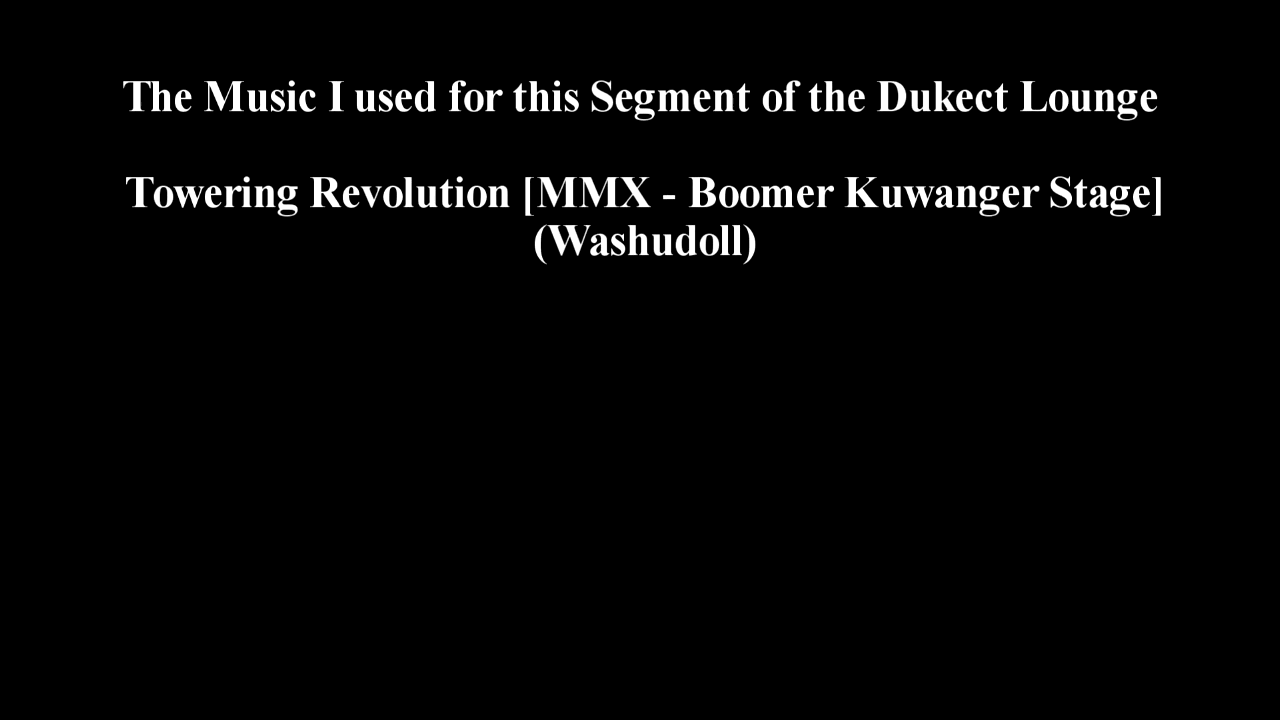 The Music I used for this Segment of the Dukect Lounge
Towering Revolution [MMX - Boomer Kuwanger Stage]
(Washudoll)